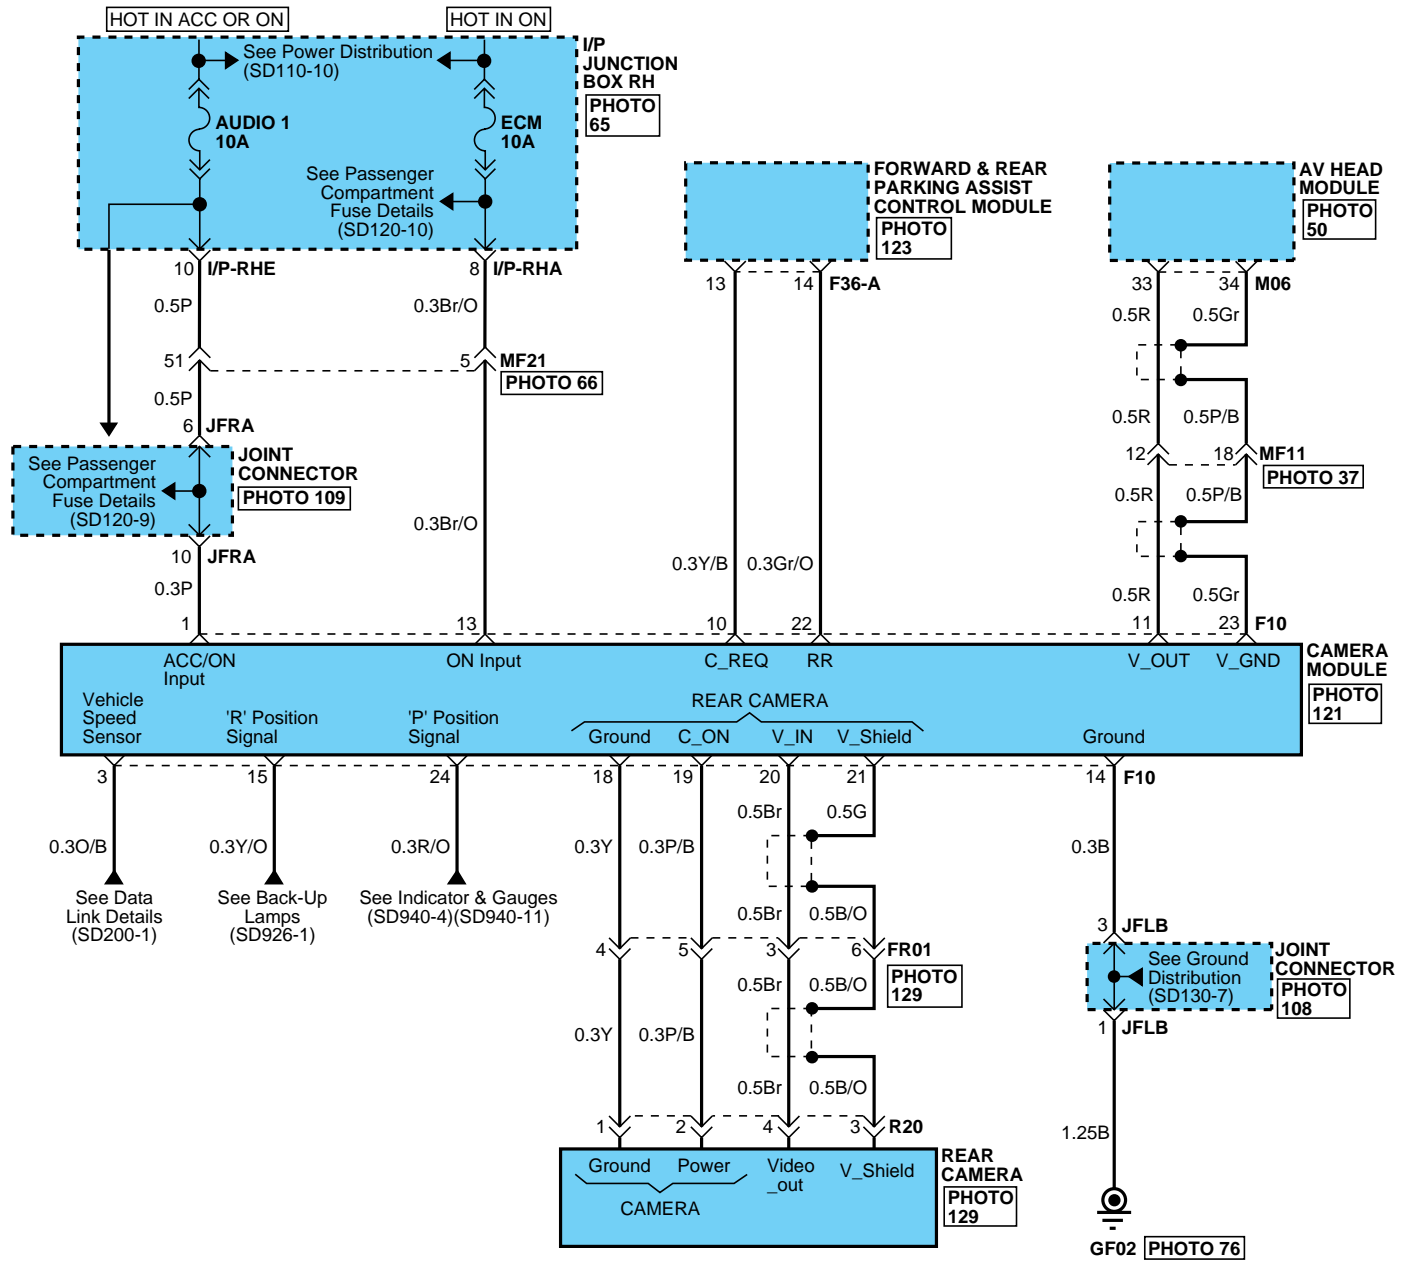 HOT IN ACC OR ON
HOT IN ON
See Power Distribution
(SD110-10)
I/P
JUNCTION
BOX RH
PHOTO
65
AUDIO 1
10A
ECM
10A
See Passenger
Compartment
Fuse Details
(SD120-10)
FORWARD & REAR
PARKING ASSIST
CONTROL MODULE
PHOTO
123
AV HEAD
MODULE
PHOTO
50
10 I/P-RHE
8 I/P-RHA
13
14 F36-A
33
34 M06
0.5P
0.3Br/O
0.5R
0.5Gr
51
5 MF21
PHOTO 66
0.5P
0.5R
0.5P/B
6 JFRA
See Passenger
Compartment
Fuse Details
(SD120-9)
JOINT
CONNECTOR
PHOTO 109
12
18 MF11
PHOTO 37
0.5R
0.5P/B
0.3Br/O
10 JFRA
0.3P
0.3Y/B
0.3Gr/O
0.5R
0.5Gr
1
13
10
22
11
23 F10
ACC/ON
Input
ON Input
C_REQ
RR
V_OUT
V_GND
CAMERA
MODULE
PHOTO
121
Vehicle
Speed
Sensor
'R' Position
Signal
'P' Position
Signal
REAR CAMERA
Ground
C_ON
V_IN
V_Shield
Ground
3
15
24
18
19
20
21
14 F10
0.5Br
0.5G
0.3O/B
0.3Y/O
0.3R/O
0.3Y
0.3P/B
0.3B
See Data
Link Details
(SD200-1)
See Back-Up
Lamps
(SD926-1)
See Indicator & Gauges
(SD940-4)(SD940-11)
0.5Br
0.5B/O
4
5
3
6 FR01
PHOTO
129
0.5Br
0.5B/O
3 JFLB
See Ground
Distribution
(SD130-7)
JOINT
CONNECTOR
PHOTO
108
1 JFLB
0.3Y
0.3P/B
0.5Br
0.5B/O
1
2
4
3 R20
1.25B
Ground
Power
Video
_out
V_Shield
CAMERA
REAR
CAMERA
PHOTO
129
GF02 PHOTO 76